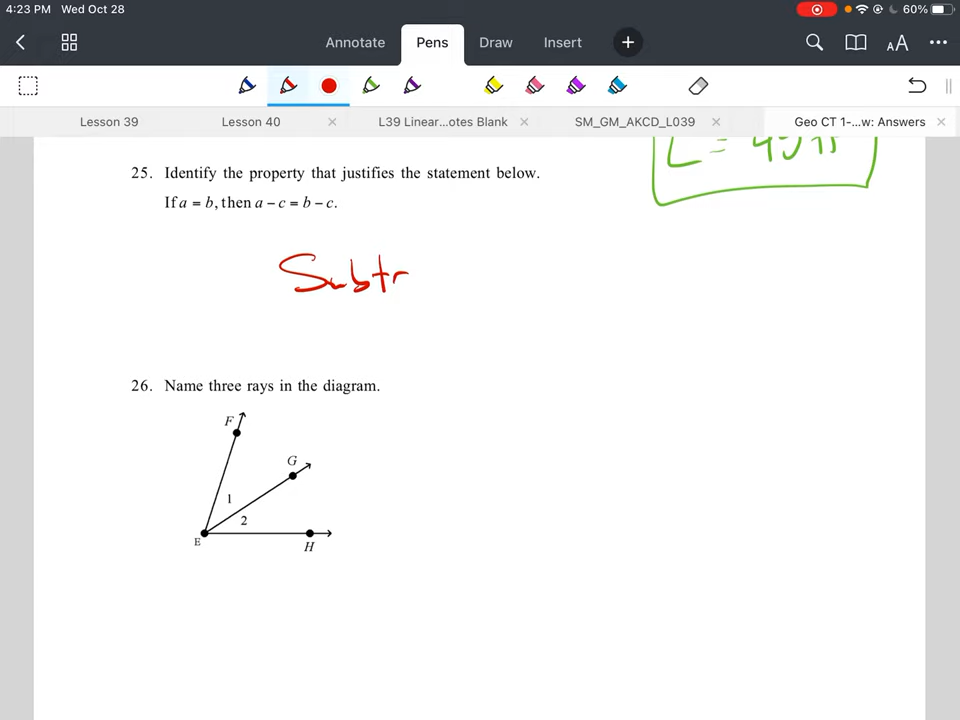 4:23 PM Wed Oct 28
60%
Annotate Pens Draw Insert
AA
Lesson 39 Lesson 40 L39 Linear...otes Blank SM_GM_AKCD_L039 Geo CT 1-...w: Answers
25. Identify the property that justifies the statement below.
If a = b, then a – c = b – c.
Subtr
26. Name three rays in the diagram.
F
G
1
2
E
H